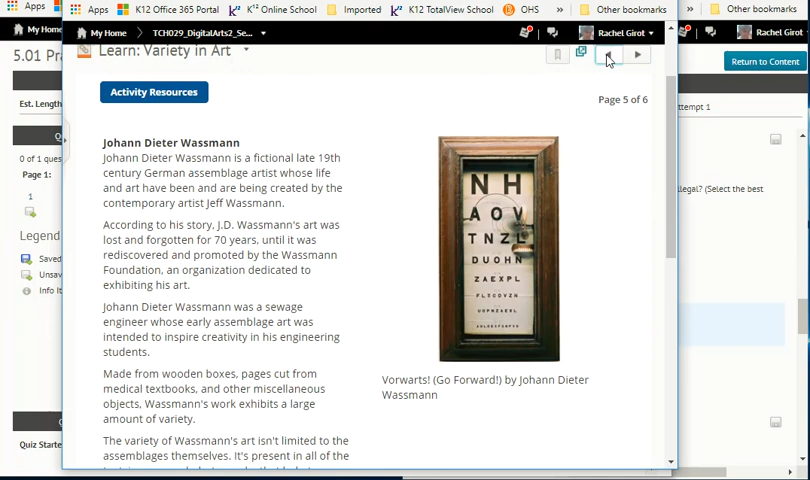 Apps
Apps
Bookmarks
K12 Office 365 Portal
K¹² Online School
Imported
K12 TotalView School
OHS
»
Other bookmarks
»
Other bookmarks
My Hom
My Home
TCH029_DigitalArts2_Se...
Rachel Girot
Rachel Girot
5.01 Pra
Learn: Variety in Art
Return to Content
Est. Length
Activity Resources
Page 5 of 6
ttempt 1
0 of 1 ques
Page 1:
1
Legend
Saved
Unsav
Info It
Quiz Starte
llegal? (Select the best
Johann Dieter Wassmann
Johann Dieter Wassmann is a fictional late 19th
century German assemblage artist whose life
and art have been and are being created by the
contemporary artist Jeff Wassmann.
According to his story, J.D. Wassmann's art was
lost and forgotten for 70 years, until it was
rediscovered and promoted by the Wassmann
Foundation, an organization dedicated to
exhibiting his art.
Johann Dieter Wassmann was a sewage
engineer whose early assemblage art was
intended to inspire creativity in his engineering
students.
Made from wooden boxes, pages cut from
medical textbooks, and other miscellaneous
objects, Wassmann's work exhibits a large
amount of variety.
The variety of Wassmann's art isn't limited to the
assemblages themselves. It's present in all of the
N H
A O V
T N Z L
D U O H N
Z A E X P L
Vorwarts! (Go Forward!) by Johann Dieter
Wassmann